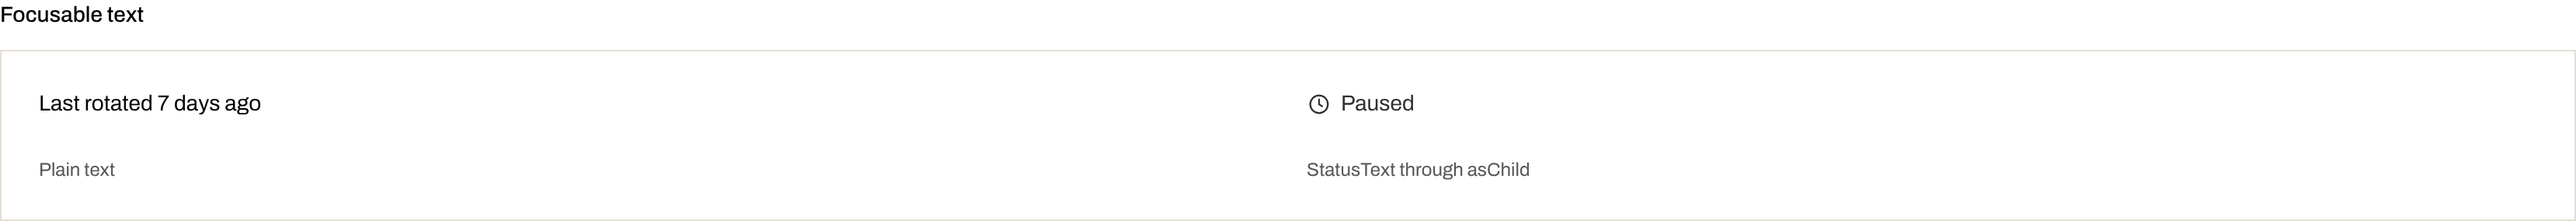 Focusable text
Last rotated 7 days ago
Paused
Plain text
StatusText through asChild